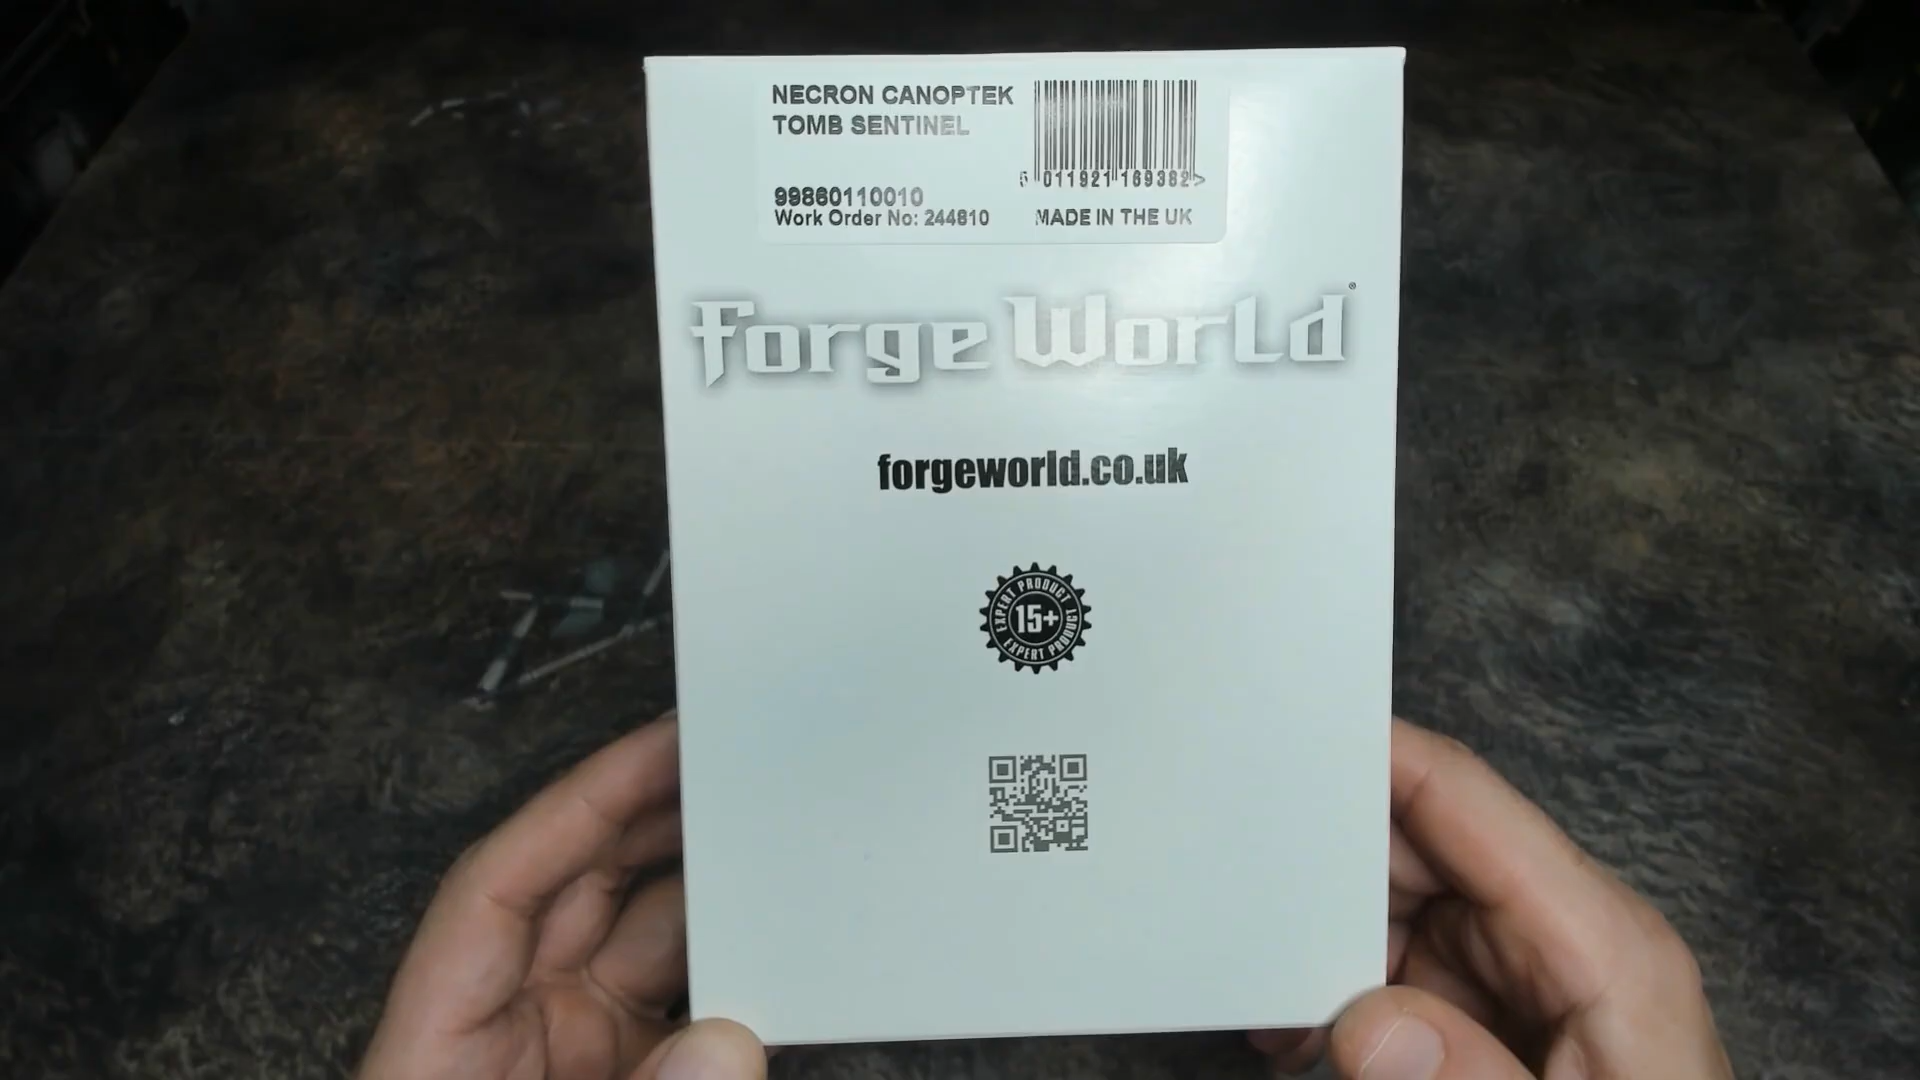 NECRON CANOPTEK
TOMB SENTINEL
5 011921 169382 >
99860110010
Work Order No: 244810
MADE IN THE UK
Forge World®
forgeworld.co.uk
EXPERT PRODUCT
15+
EXPERT PRODUCT